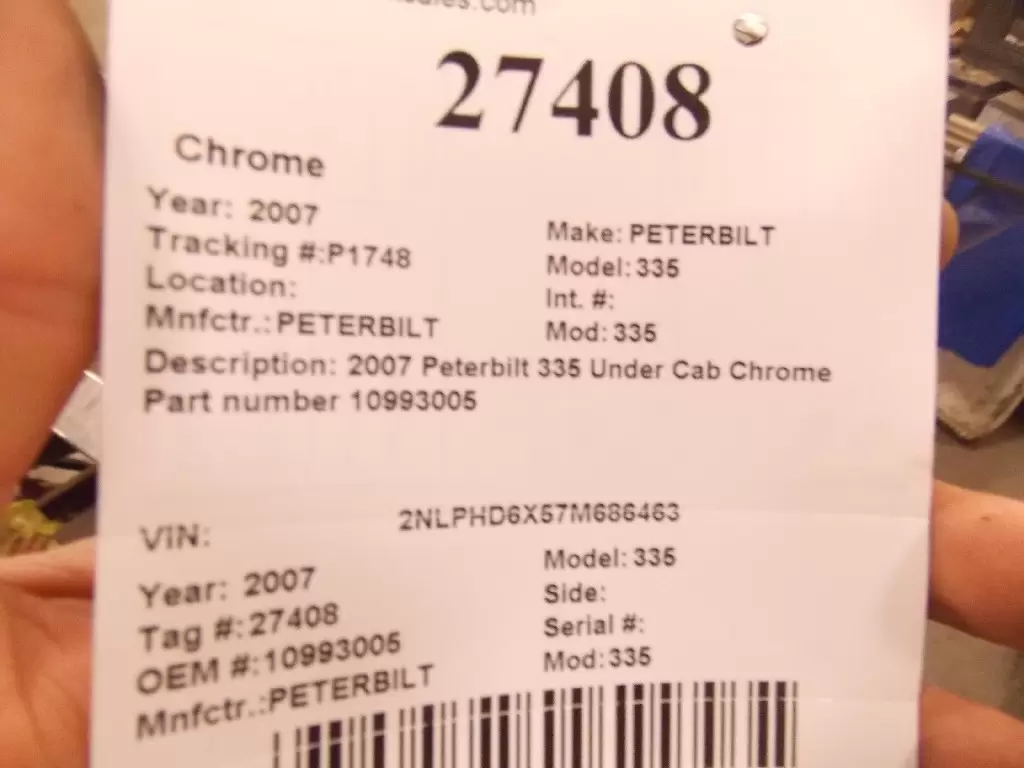 27408
Chrome
Year: 2007
Tracking #:P1748
Location:
Mnfctr.:PETERBILT
Make: PETERBILT
Model: 335
Int. #:
Mod: 335
Description: 2007 Peterbilt 335 Under Cab Chrome
Part number 10993005
VIN: 2NLPHD6X57M686463
Year: 2007
Tag #:27408
OEM #:10993005
Mnfctr.:PETERBILT
Model: 335
Side:
Serial #:
Mod: 335